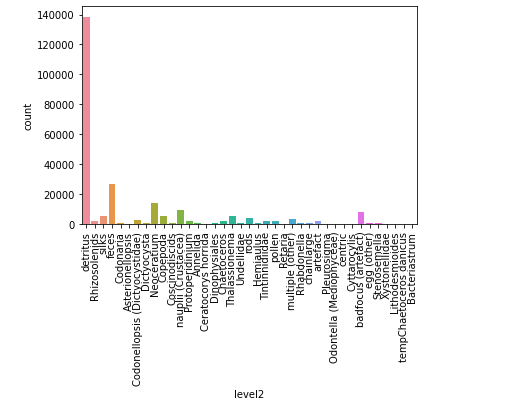 140000
120000
100000
80000
60000
40000
20000
0
count
detritus
Rhizosolenids
silks
feces
Codonaria
Asterionellopsis
Codonellopsis (Dictyocystidae)
Dictyocysta
Neoceratium
Copepoda
Coscinodiscids
nauplii (Crustacea)
Protoperidinium
Annelida
Ceratocorys horrida
Dinophysiales
Chaetoceros
Thalassionema
Undellidae
rods
Hemiaulus
Tintinnidiidae
pollen
Retaria
multiple (other)
Rhabdonella
chainlarge
artefact
Pleurosigma
Odontella (Mediophyceae)
centric
Cyttarocylis
badfocus (artefact)
egg (other)
Stenosemella
Xystonellidae
Lithodesmioides
tempChaetoceros danicus
Bacteriastrum
level2